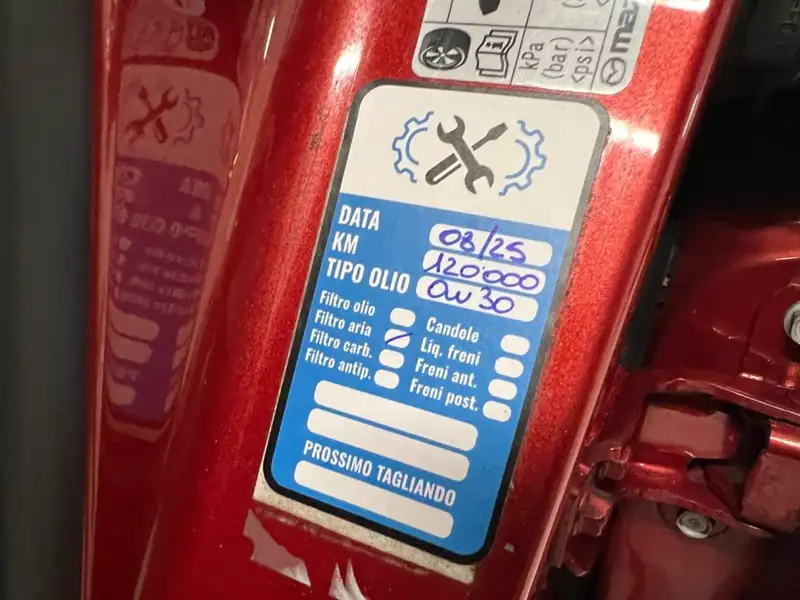 kPa
(bar)
<psi>
DATA 08/25
KM 120'000
TIPO OLIO 0w30
Filtro olio
Filtro aria
Filtro carb.
Filtro antip.
Candole
Liq. freni
Freni ant.
Freni post.
PROSSIMO TAGLIANDO